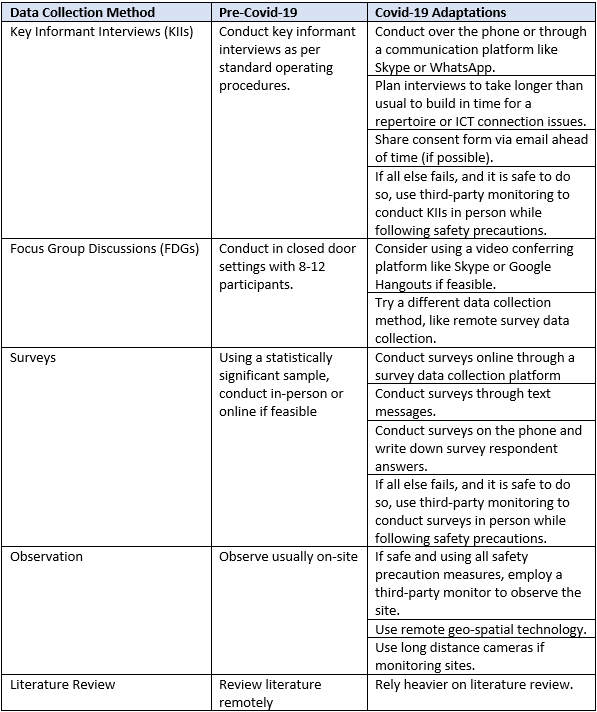 Data Collection Method
Pre-Covid-19
Covid-19 Adaptations
Key Informant Interviews (KIIs)
Conduct key informant
interviews as per
standard operating
procedures.
Conduct over the phone or through
a communication platform like
Skype or WhatsApp.
Plan interviews to take longer than
usual to build in time for a
repertoire or ICT connection issues.
Share consent form via email ahead
of time (if possible).
If all else fails, and it is safe to do
so, use third-party monitoring to
conduct KIIs in person while
following safety precautions.
Focus Group Discussions (FDGs)
Conduct in closed door
settings with 8-12
participants.
Consider using a video conferring
platform like Skype or Google
Hangouts if feasible.
Try a different data collection
method, like remote survey data
collection.
Surveys
Using a statistically
significant sample,
conduct in-person or
online if feasible
Conduct surveys online through a
survey data collection platform
Conduct surveys through text
messages.
Conduct surveys on the phone and
write down survey respondent
answers.
If all else fails, and it is safe to do
so, use third-party monitoring to
conduct surveys in person while
following safety precautions.
Observation
Observe usually on-site
If safe and using all safety
precaution measures, employ a
third-party monitor to observe the
site.
Use remote geo-spatial technology.
Use long distance cameras if
monitoring sites.
Literature Review
Review literature
remotely
Rely heavier on literature review.